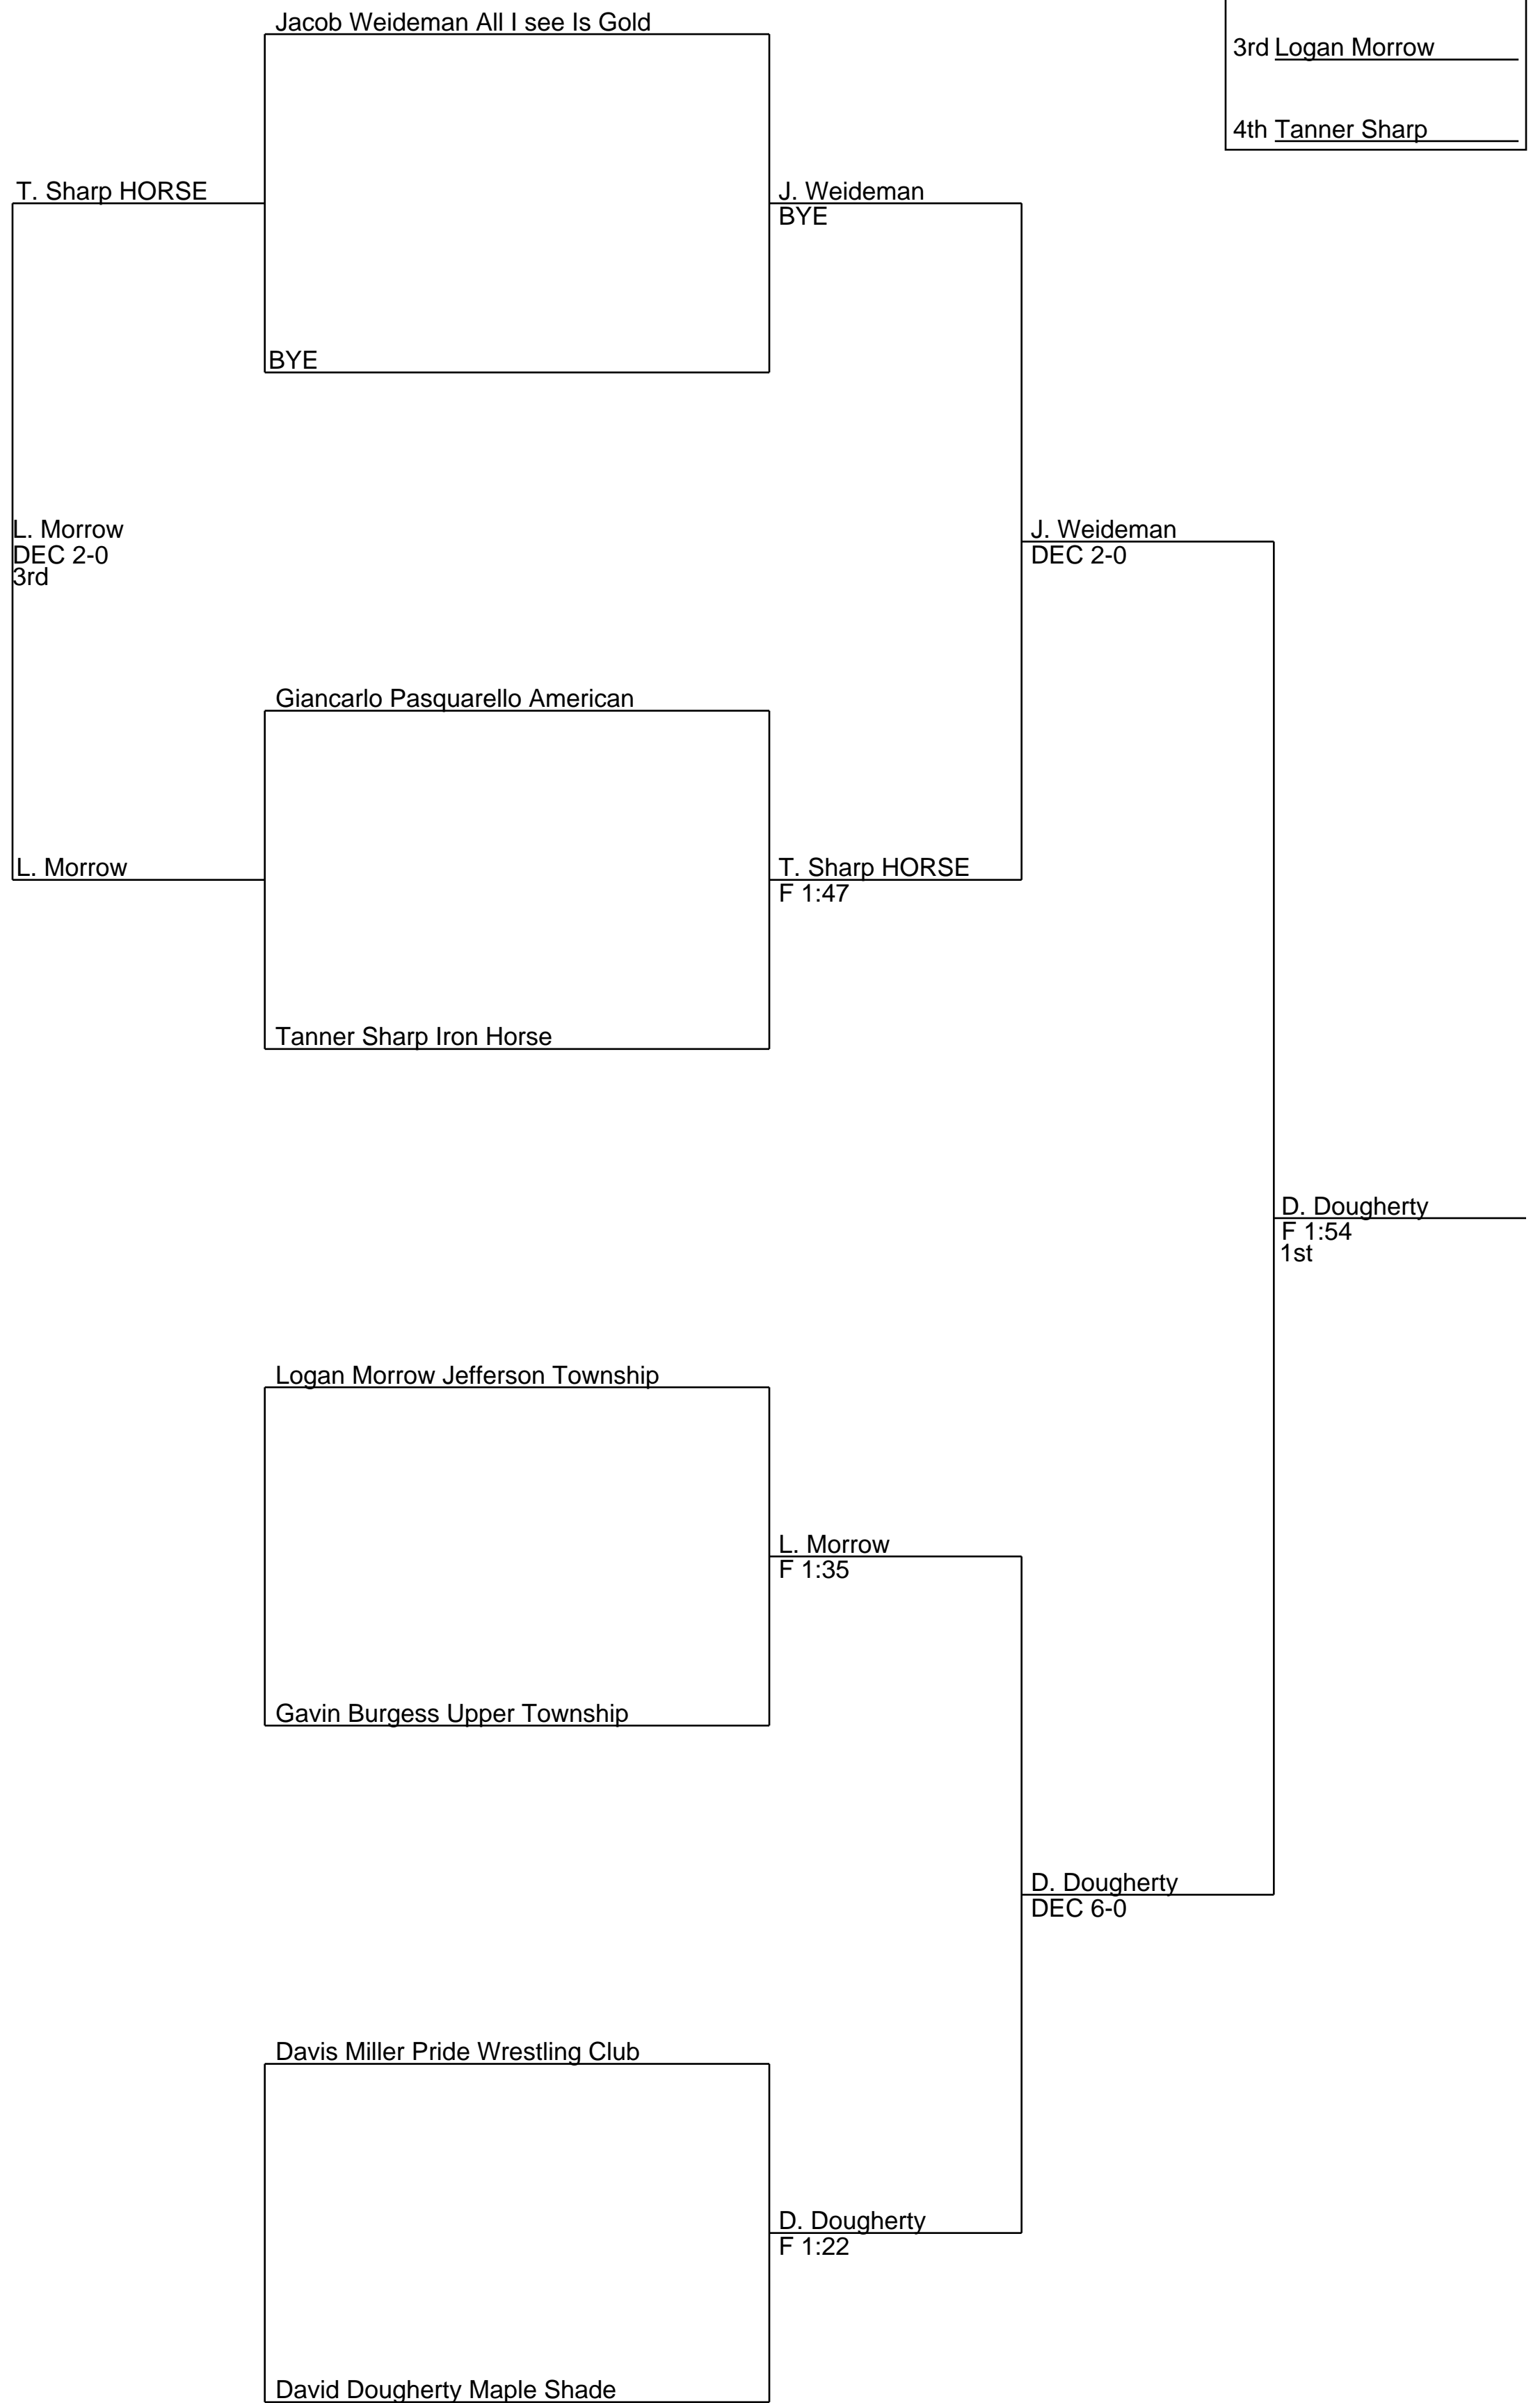 Jacob Weideman All I see Is Gold
3rd Logan Morrow
4th Tanner Sharp
T. Sharp HORSE
J. Weideman
BYE
BYE
L. Morrow
DEC 2-0
3rd
J. Weideman
DEC 2-0
Giancarlo Pasquarello American
L. Morrow
T. Sharp HORSE
F 1:47
Tanner Sharp Iron Horse
D. Dougherty
F 1:54
1st
Logan Morrow Jefferson Township
L. Morrow
F 1:35
Gavin Burgess Upper Township
D. Dougherty
DEC 6-0
Davis Miller Pride Wrestling Club
D. Dougherty
F 1:22
David Dougherty Maple Shade